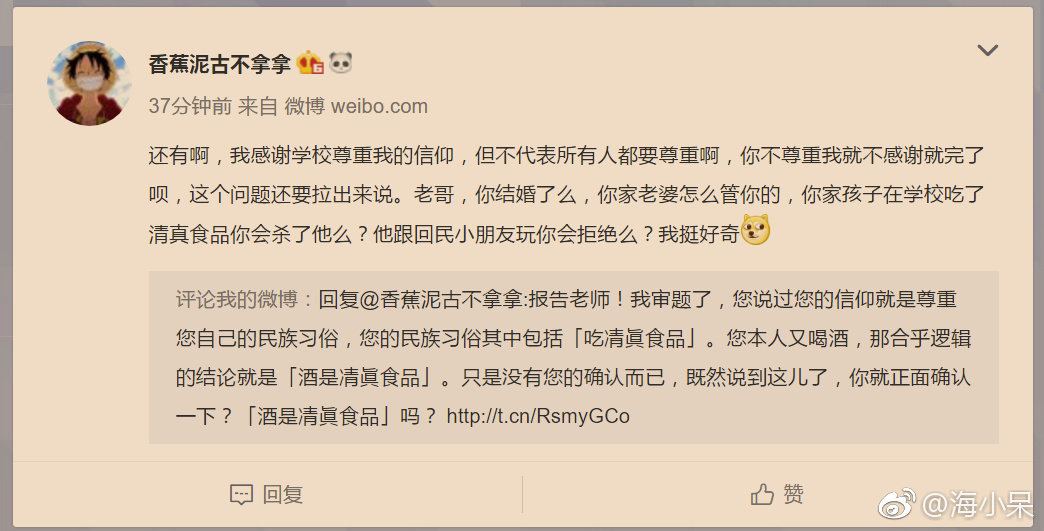 香蕉泥古不拿拿
37分钟前 来自 微博 weibo.com
还有啊，我感谢学校尊重我的信仰，但不代表所有人都要尊重啊，你不尊重我就不感谢就完了
呗，这个问题还要拉出来说。老哥，你结婚了么，你家老婆怎么管你的，你家孩子在学校吃了
清真食品你会杀了他么？他跟回民小朋友玩你会拒绝么？我挺好奇
评论我的微博：回复@香蕉泥古不拿拿:报告老师！我审题了，您说过您的信仰就是尊重
您自己的民族习俗，您的民族习俗其中包括「吃凊眞食品」。您本人又喝酒，那合乎逻辑
的结论就是「酒是凊眞食品」。只是没有您的确认而已，既然说到这儿了，你就正面确认
一下？「酒是凊眞食品」吗？ http://t.cn/RsmyGCo
回复
赞
@海小呆